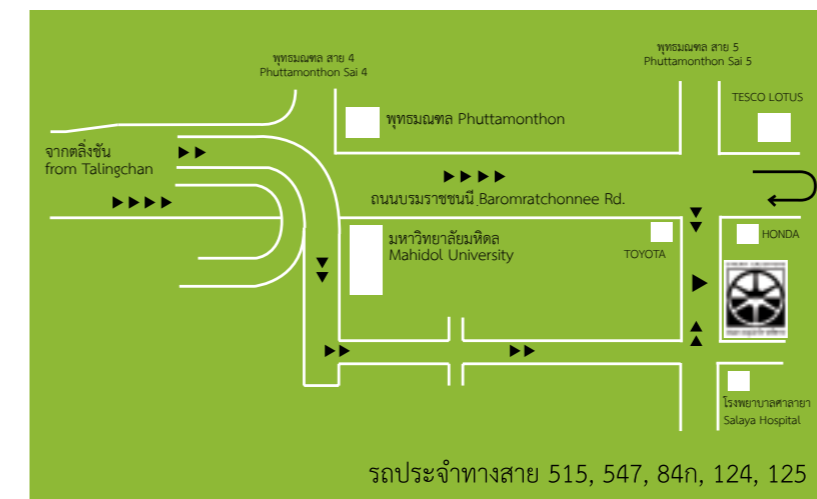 พุทธมณฑล สาย 4
Phuttamonthon Sai 4
พุทธมณฑล สาย 5
Phuttamonthon Sai 5
TESCO LOTUS
พุทธมณฑล Phuttamonthon
จากตลิ่งชัน
from Talingchan
ถนนบรมราชชนนี Baromratchonnee Rd.
มหาวิทยาลัยมหิดล
Mahidol University
TOYOTA
HONDA
โรงพยาบาลศาลายา
Salaya Hospital
รถประจำทางสาย 515, 547, 84ก, 124, 125